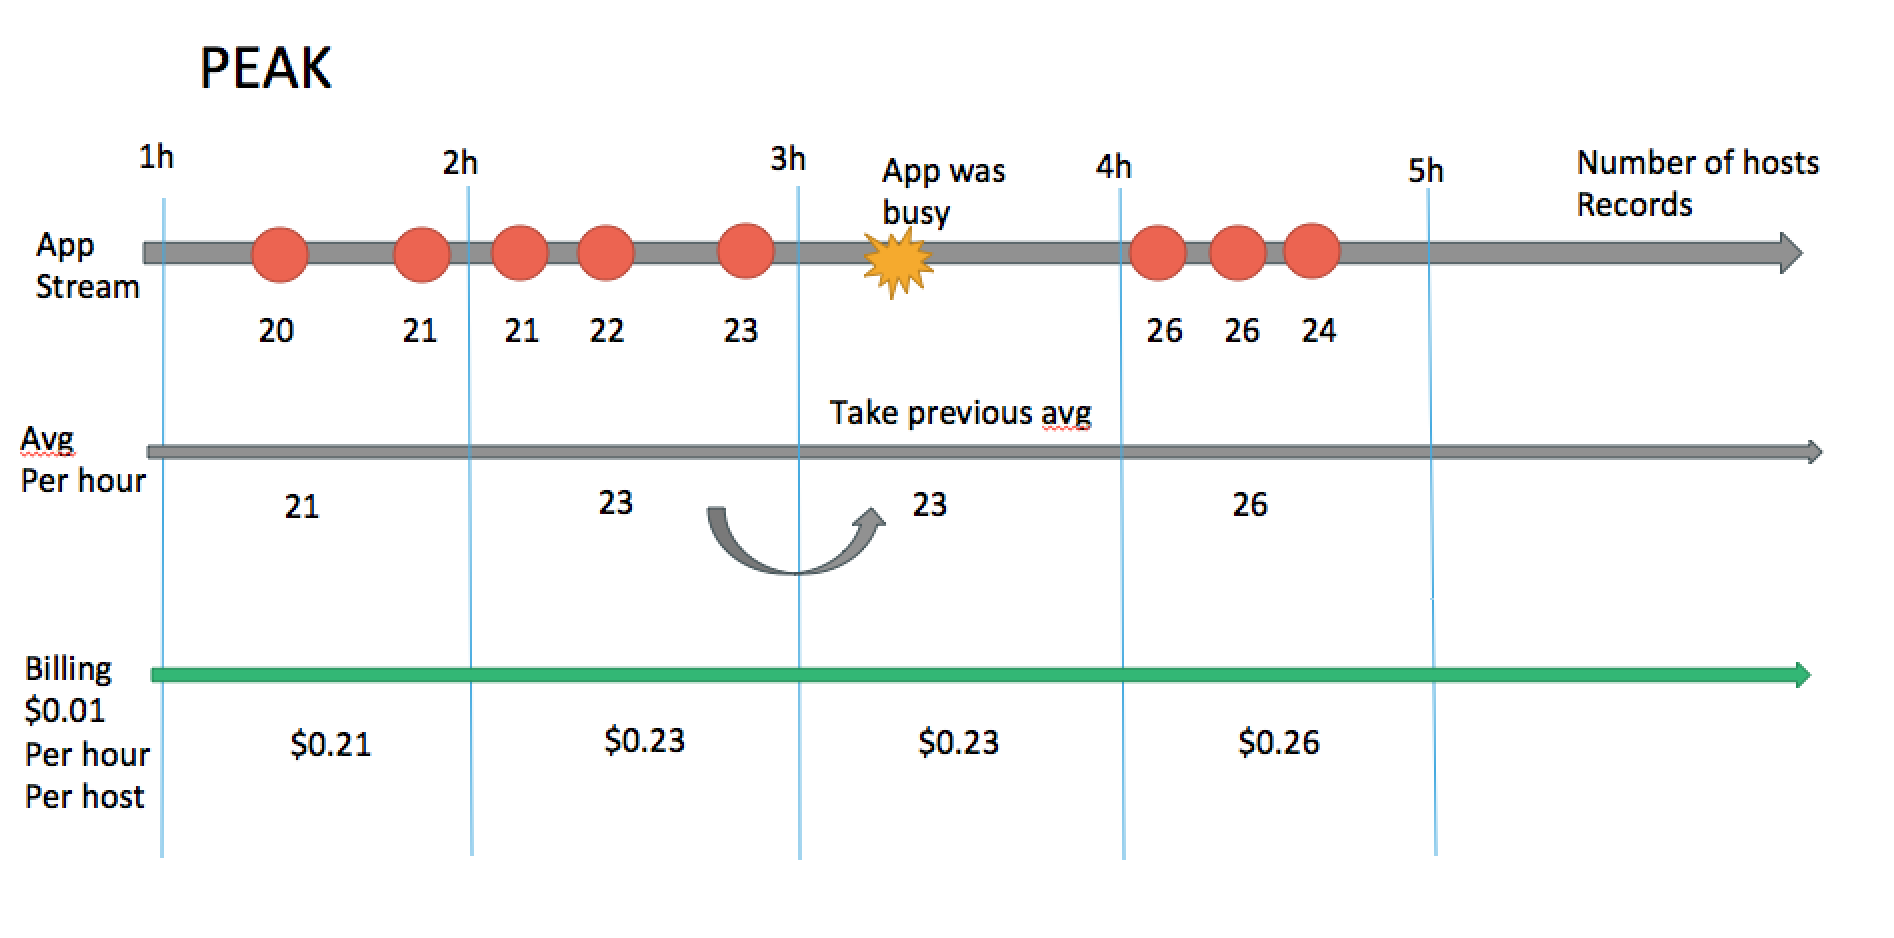 PEAK
1h
2h
3h
App was
busy
4h
5h
Number of hosts
Records
App
Stream
20
21
21
22
23
26
26
24
Take previous avg
Avg
Per hour
21
23
23
26
Billing
$0.01
Per hour
Per host
$0.21
$0.23
$0.23
$0.26